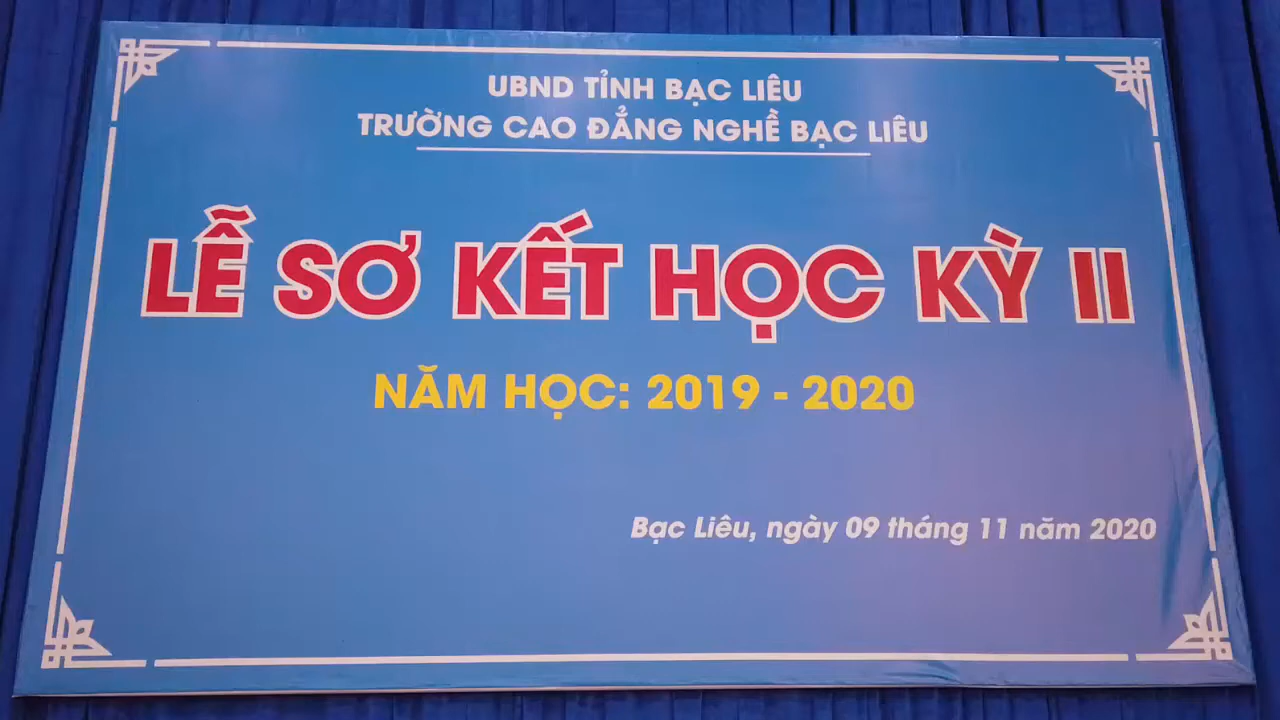 UBND TỈNH BẠC LIÊU
TRƯỜNG CAO ĐẲNG NGHỀ BẠC LIÊU
LỄ SƠ KẾT HỌC KỲ II
NĂM HỌC: 2019 - 2020
Bạc Liêu, ngày 09 tháng 11 năm 2020